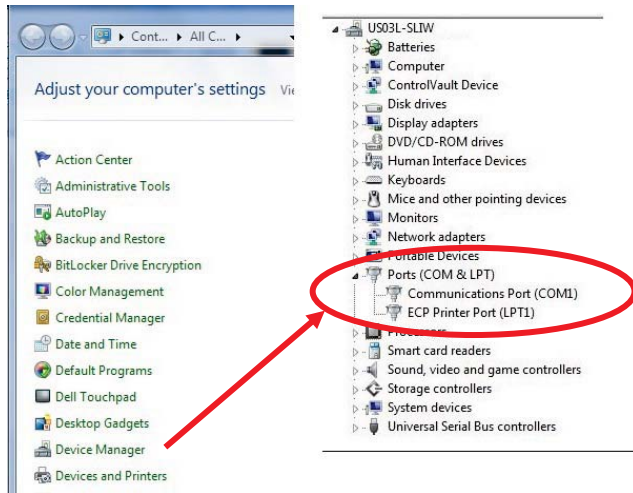 Cont...
All C...
Adjust your computer's settings
Action Center
Administrative Tools
AutoPlay
Backup and Restore
BitLocker Drive Encryption
Color Management
Credential Manager
Date and Time
Default Programs
Dell Touchpad
Desktop Gadgets
Device Manager
Devices and Printers
US03L-SLIW
Batteries
Computer
ControlVault Device
Disk drives
Display adapters
DVD/CD-ROM drives
Human Interface Devices
Keyboards
Mice and other pointing devices
Monitors
Network adapters
Portable Devices
Ports (COM & LPT)
Communications Port (COM1)
ECP Printer Port (LPT1)
Processors
Smart card readers
Sound, video and game controllers
Storage controllers
System devices
Universal Serial Bus controllers